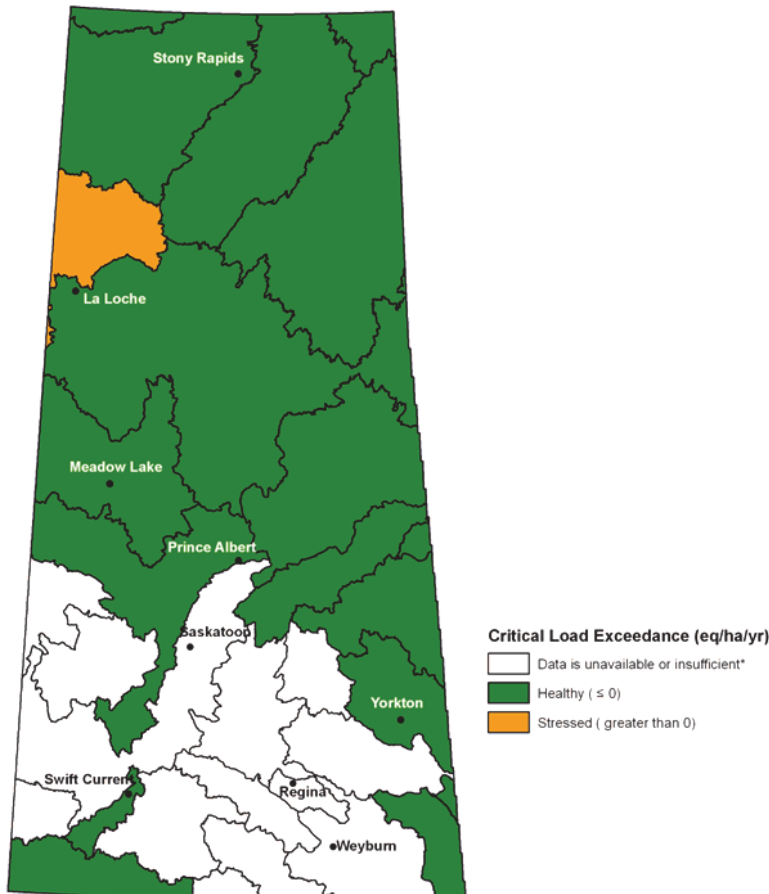 Stony Rapids
La Loche
Meadow Lake
Prince Albert
Saskatoon
Critical Load Exceedance (eq/ha/yr)
Data is unavailable or insufficient*
Healthy ( ≤ 0)
Stressed ( greater than 0)
Yorkton
Swift Current
Regina
Weyburn